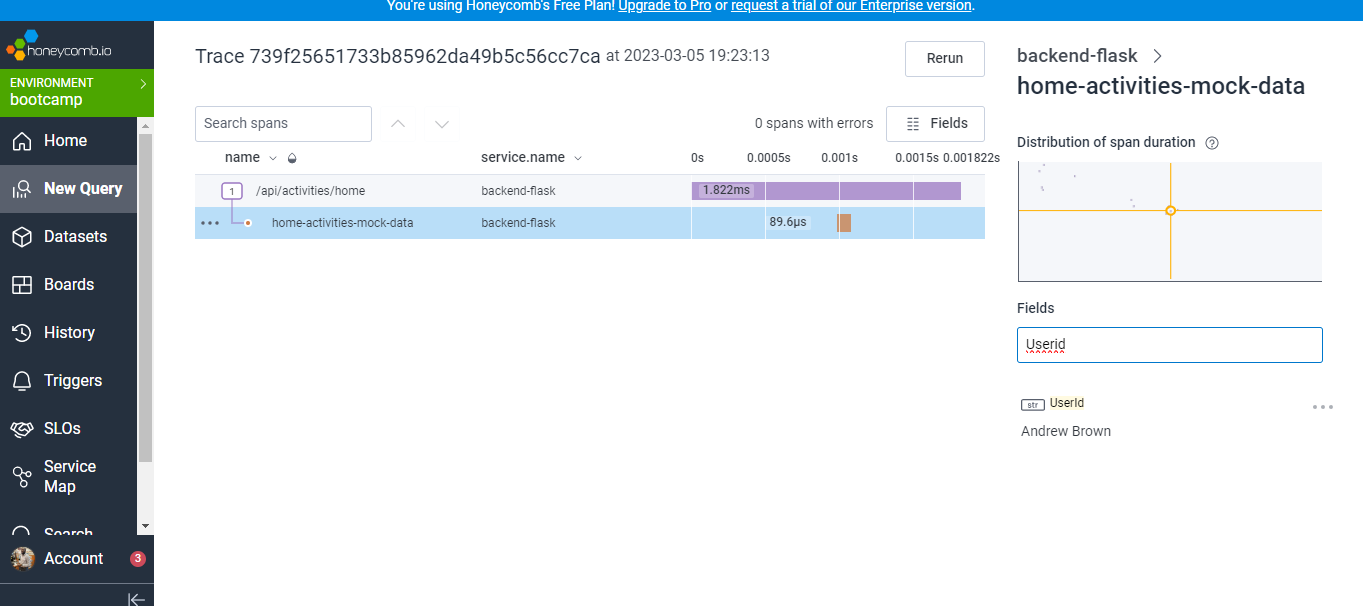 You're using Honeycomb's Free Plan! Upgrade to Pro or request a trial of our Enterprise version.
honeycomb.io
ENVIRONMENT
bootcamp
Home
New Query
Datasets
Boards
History
Triggers
SLOs
Service
Map
Search
Account 3
Trace 739f25651733b85962da49b5c56cc7ca at 2023-03-05 19:23:13
Rerun
Search spans
0 spans with errors
Fields
name service.name 0s 0.0005s 0.001s 0.0015s 0.001822s
1 /api/activities/home backend-flask 1.822ms
home-activities-mock-data backend-flask 89.6μs
backend-flask
home-activities-mock-data
Distribution of span duration ?
Fields
Userid
str UserId
Andrew Brown